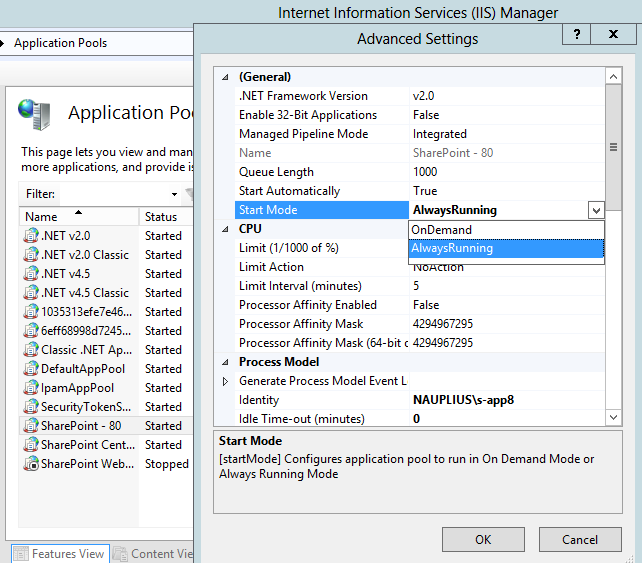 Internet Information Services (IIS) Manager
Application Pools
Advanced Settings
? x
Application Po
This page lets you view and man
more applications, and provide is
Filter:
Name Status
.NET v2.0 Started
.NET v2.0 Classic Started
.NET v4.5 Started
.NET v4.5 Classic Started
1035313efe7e46... Started
6eff68998d7245... Started
Classic .NET Ap... Started
DefaultAppPool Started
IpamAppPool Started
SecurityTokenS... Started
SharePoint - 80 Started
SharePoint Cent... Started
SharePoint Web... Stopped
Features View Content Vie
(General)
.NET Framework Version v2.0
Enable 32-Bit Applications False
Managed Pipeline Mode Integrated
Name SharePoint - 80
Queue Length 1000
Start Automatically True
Start Mode AlwaysRunning
OnDemand
AlwaysRunning
CPU
Limit (1/1000 of %)
Limit Action NoAction
Limit Interval (minutes) 5
Processor Affinity Enabled False
Processor Affinity Mask 4294967295
Processor Affinity Mask (64-bit c 4294967295
Process Model
Generate Process Model Event L
Identity NAUPLIUS\s-app8
Idle Time-out (minutes) 0
Start Mode
[startMode] Configures application pool to run in On Demand Mode or
Always Running Mode
OK Cancel